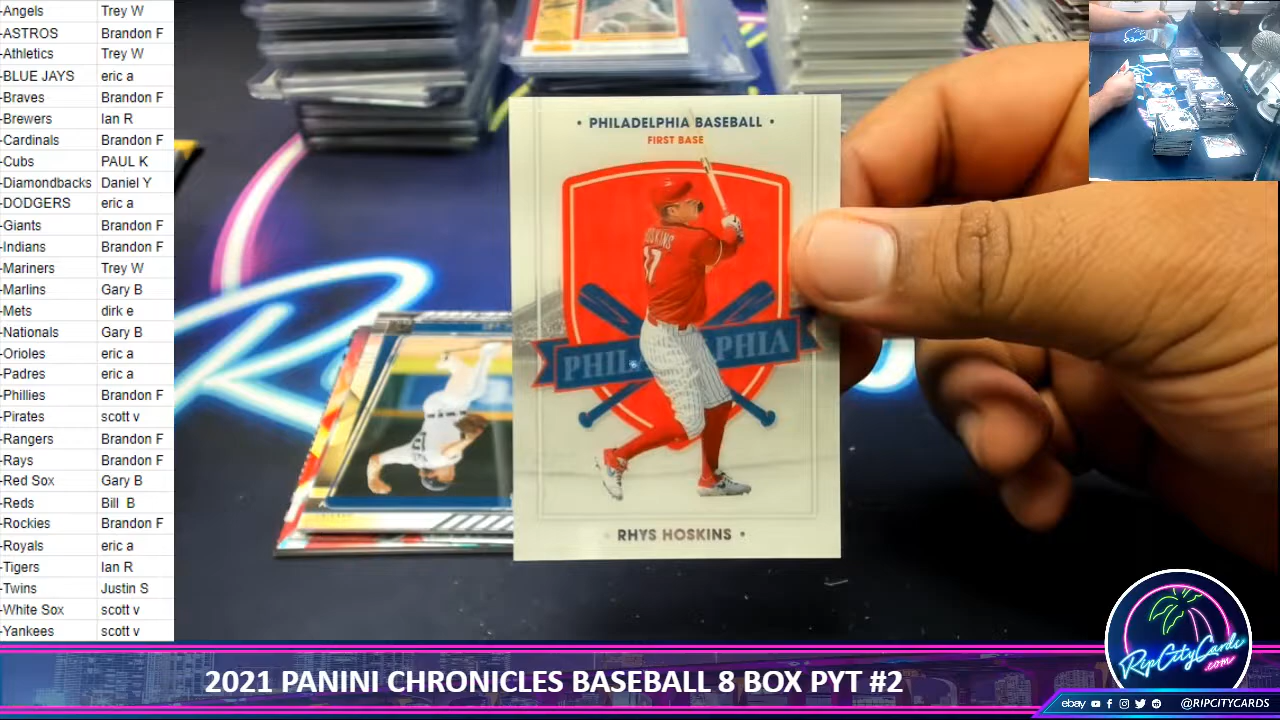 -Angels Trey W
-ASTROS Brandon F
-Athletics Trey W
-BLUE JAYS eric a
-Braves Brandon F
-Brewers Ian R
-Cardinals Brandon F
-Cubs PAUL K
-Diamondbacks Daniel Y
-DODGERS eric a
-Giants Brandon F
-Indians Brandon F
-Mariners Trey W
-Marlins Gary B
-Mets dirk e
-Nationals Gary B
-Orioles eric a
-Padres eric a
-Phillies Brandon F
-Pirates scott v
-Rangers Brandon F
-Rays Brandon F
-Red Sox Gary B
-Reds Bill B
-Rockies Brandon F
-Royals eric a
-Tigers Ian R
-Twins Justin S
-White Sox scott v
-Yankees scott v
• PHILADELPHIA BASEBALL •
FIRST BASE
HOSKINS
17
RHYS HOSKINS •
2021 PANINI CHRONICLES BASEBALL 8 BOX PYT #2
RipCityCards
.com
ebay @RIPCITYCARDS